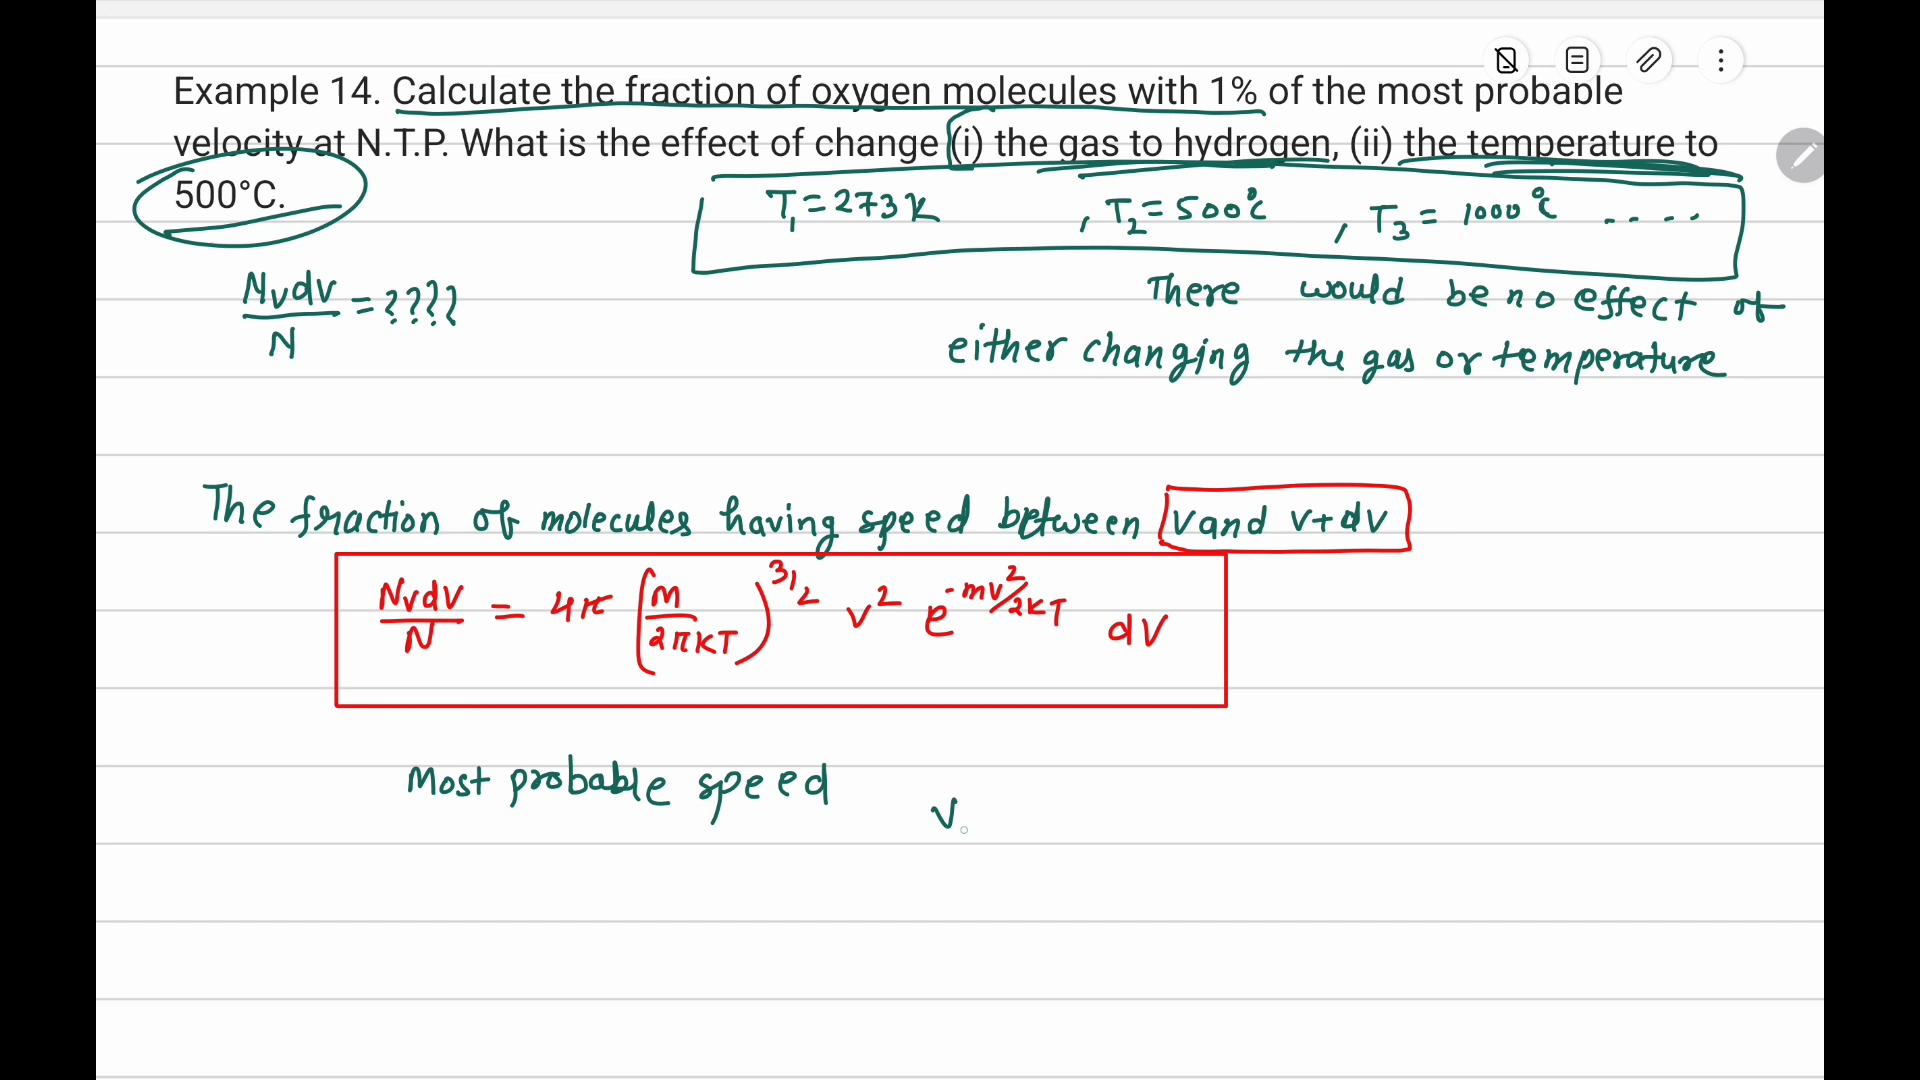 Example 14. Calculate the fraction of oxygen molecules with 1% of the most probable
velocity at N.T.P. What is the effect of change (i) the gas to hydrogen, (ii) the temperature to
500°C.
T₁ = 273 K , T₂ = 500°C , T₃ = 1000°C ....
Nᵥdv/N = ????
There would be no effect of
either changing the gas or temperature
The fraction of molecules having speed between v and v+dv
Nᵥdv/N = 4π (m/2πKT)^3/2 v² e^-mv²/2KT dv
Most probable speed v